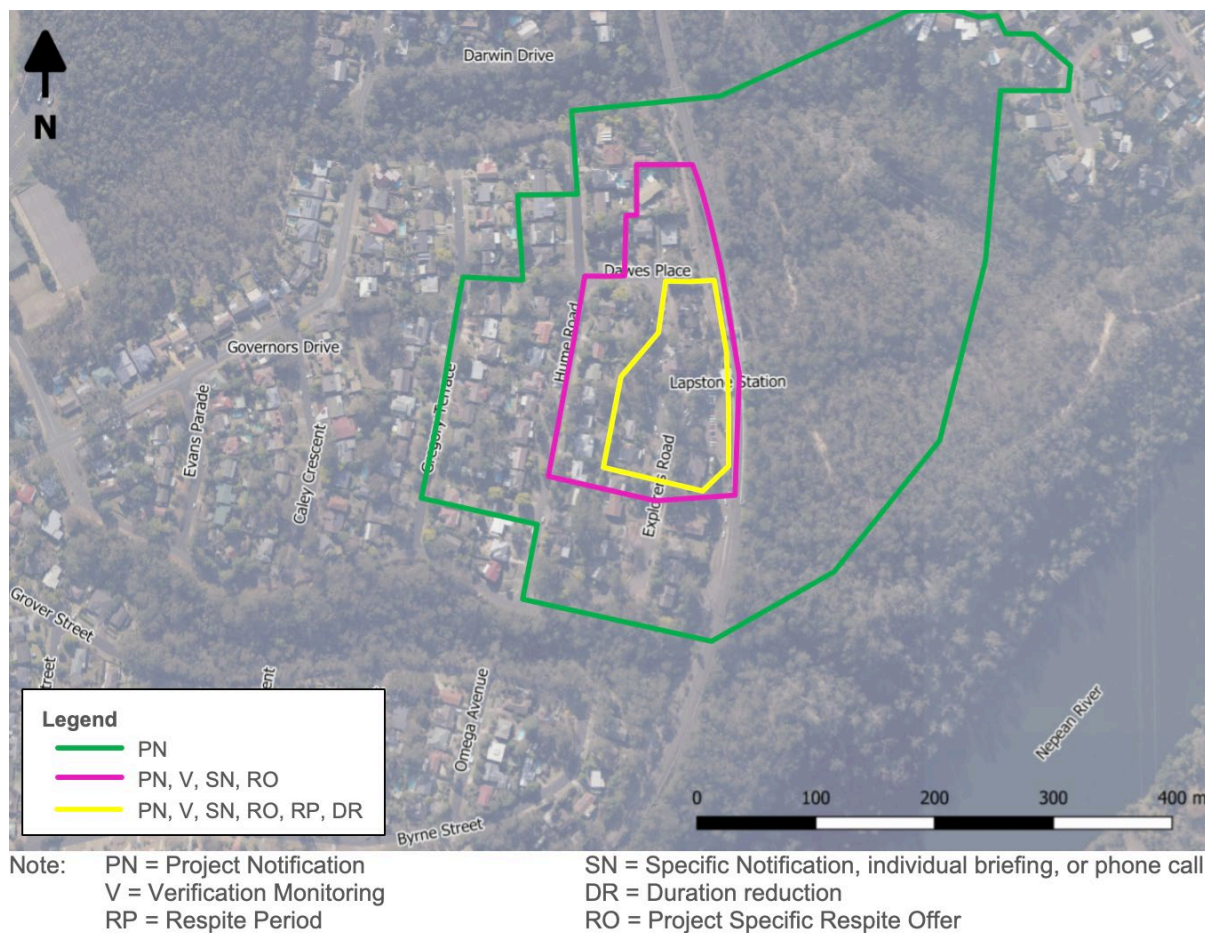 Darwin Drive
N
Dawes Place
Hume Road
Governors Drive
Lapstone Station
Gregory Terrace
Evans Parade
Caley Crescent
Explorers Road
Grover Street
Omega Avenue
Nepean River
Byrne Street
Legend
PN
PN, V, SN, RO
PN, V, SN, RO, RP, DR
0 100 200 300 400 m
Note: PN = Project Notification SN = Specific Notification, individual briefing, or phone call
V = Verification Monitoring DR = Duration reduction
RP = Respite Period RO = Project Specific Respite Offer